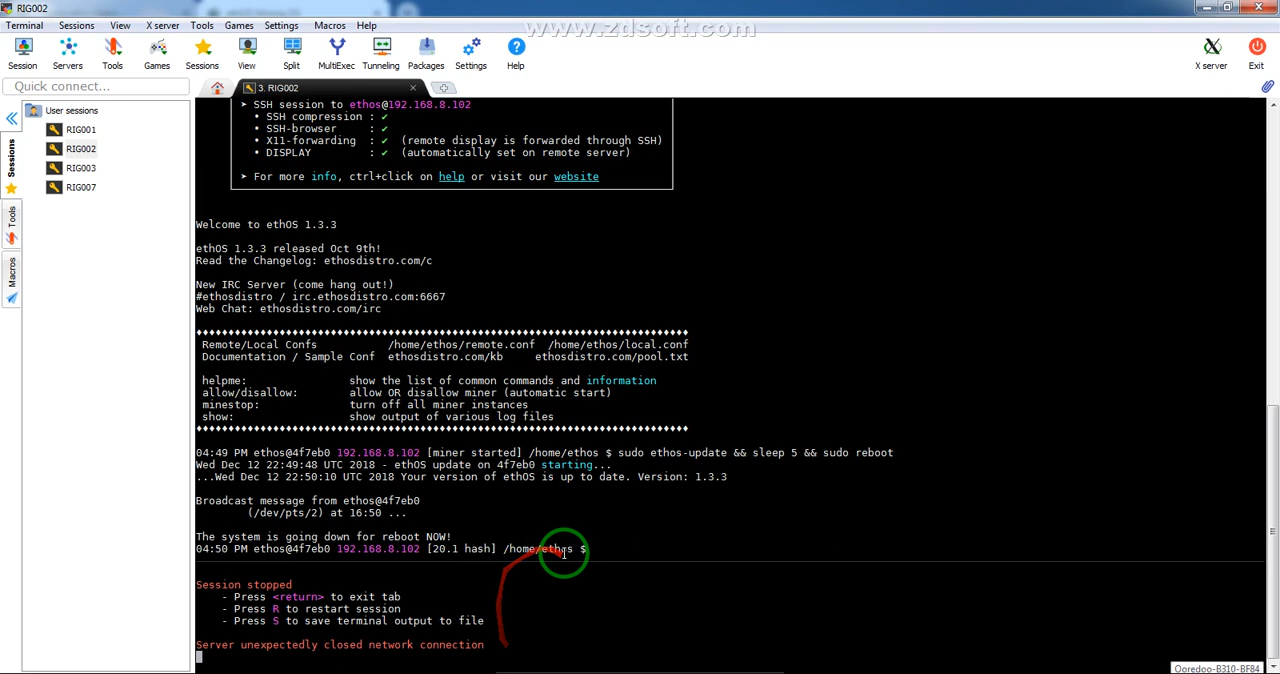 RIG002
Terminal Sessions View X server Tools Games Settings Macros Help
www.zdsoft.com
Session Servers Tools Games Sessions View Split MultiExec Tunneling Packages Settings Help X server Exit
Quick connect...
3. RIG002
User sessions
RIG001
RIG002
RIG003
RIG007
Sessions
Tools
Macros
➤ SSH session to ethos@192.168.8.102
• SSH compression : ✔
• SSH-browser : ✔
• X11-forwarding : ✔ (remote display is forwarded through SSH)
• DISPLAY : ✔ (automatically set on remote server)
➤ For more info, ctrl+click on help or visit our website
Welcome to ethOS 1.3.3
ethOS 1.3.3 released Oct 9th!
Read the Changelog: ethosdistro.com/c
New IRC Server (come hang out!)
#ethosdistro / irc.ethosdistro.com:6667
Web Chat: ethosdistro.com/irc
Remote/Local Confs /home/ethos/remote.conf /home/ethos/local.conf
Documentation / Sample Conf ethosdistro.com/kb ethosdistro.com/pool.txt
helpme: show the list of common commands and information
allow/disallow: allow OR disallow miner (automatic start)
minestop: turn off all miner instances
show: show output of various log files
04:49 PM ethos@4f7eb0 192.168.8.102 [miner started] /home/ethos $ sudo ethos-update && sleep 5 && sudo reboot
Wed Dec 12 22:49:48 UTC 2018 - ethOS update on 4f7eb0 starting...
...Wed Dec 12 22:50:10 UTC 2018 Your version of ethOS is up to date. Version: 1.3.3
Broadcast message from ethos@4f7eb0
(/dev/pts/2) at 16:50 ...
The system is going down for reboot NOW!
04:50 PM ethos@4f7eb0 192.168.8.102 [20.1 hash] /home/ethos $
Session stopped
- Press <return> to exit tab
- Press R to restart session
- Press S to save terminal output to file
Server unexpectedly closed network connection
Ooredoo-B310-BF84